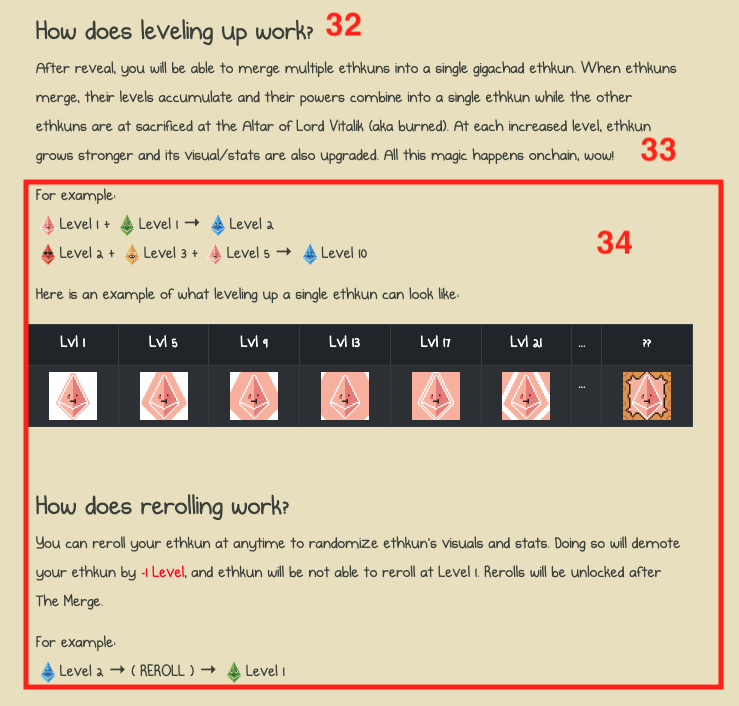 How does leveling up work? 32
After reveal, you will be able to merge multiple ethkuns into a single gigachad ethkun. When ethkuns
merge, their levels accumulate and their powers combine into a single ethkun while the other
ethkuns are at sacrificed at the Altar of Lord Vitalik (aka burned). At each increased level, ethkun
grows stronger and its visual/stats are also upgraded. All this magic happens onchain, wow! 33
For example:
Level 1 + Level 1 → Level 2
34
Level 2 + Level 3 + Level 5 → Level 10
Here is an example of what leveling up a single ethkun can look like:
Lvl 1 Lvl 5 Lvl 9 Lvl 13 Lvl 17 Lvl 21 ... ??
...
How does rerolling work?
You can reroll your ethkun at anytime to randomize ethkun's visuals and stats. Doing so will demote
your ethkun by -1 Level, and ethkun will be not able to reroll at Level 1. Rerolls will be unlocked after
The Merge.
For example:
Level 2 → ( REROLL ) → Level 1